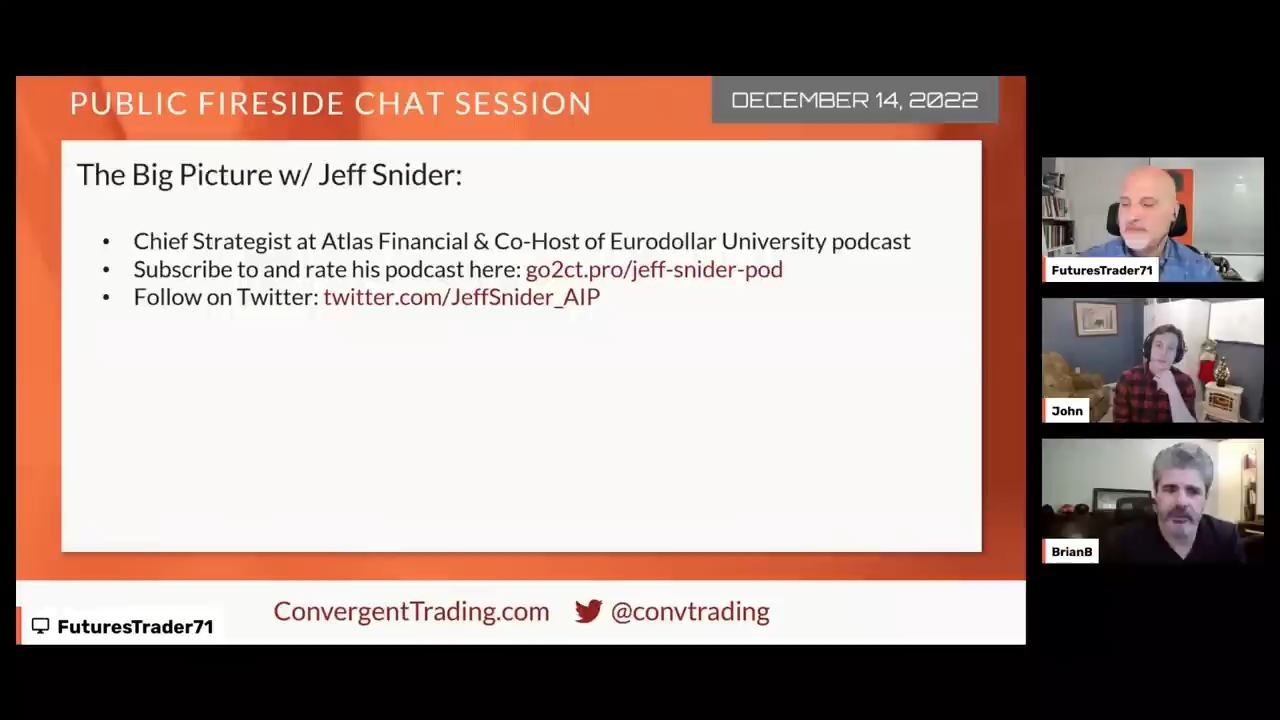 PUBLIC FIRESIDE CHAT SESSION
DECEMBER 14, 2022
The Big Picture w/ Jeff Snider:
• Chief Strategist at Atlas Financial & Co-Host of Eurodollar University podcast
• Subscribe to and rate his podcast here: go2ct.pro/jeff-snider-pod
• Follow on Twitter: twitter.com/JeffSnider_AIP
ConvergentTrading.com @convtrading
FuturesTrader71
FuturesTrader71
John
BrianB